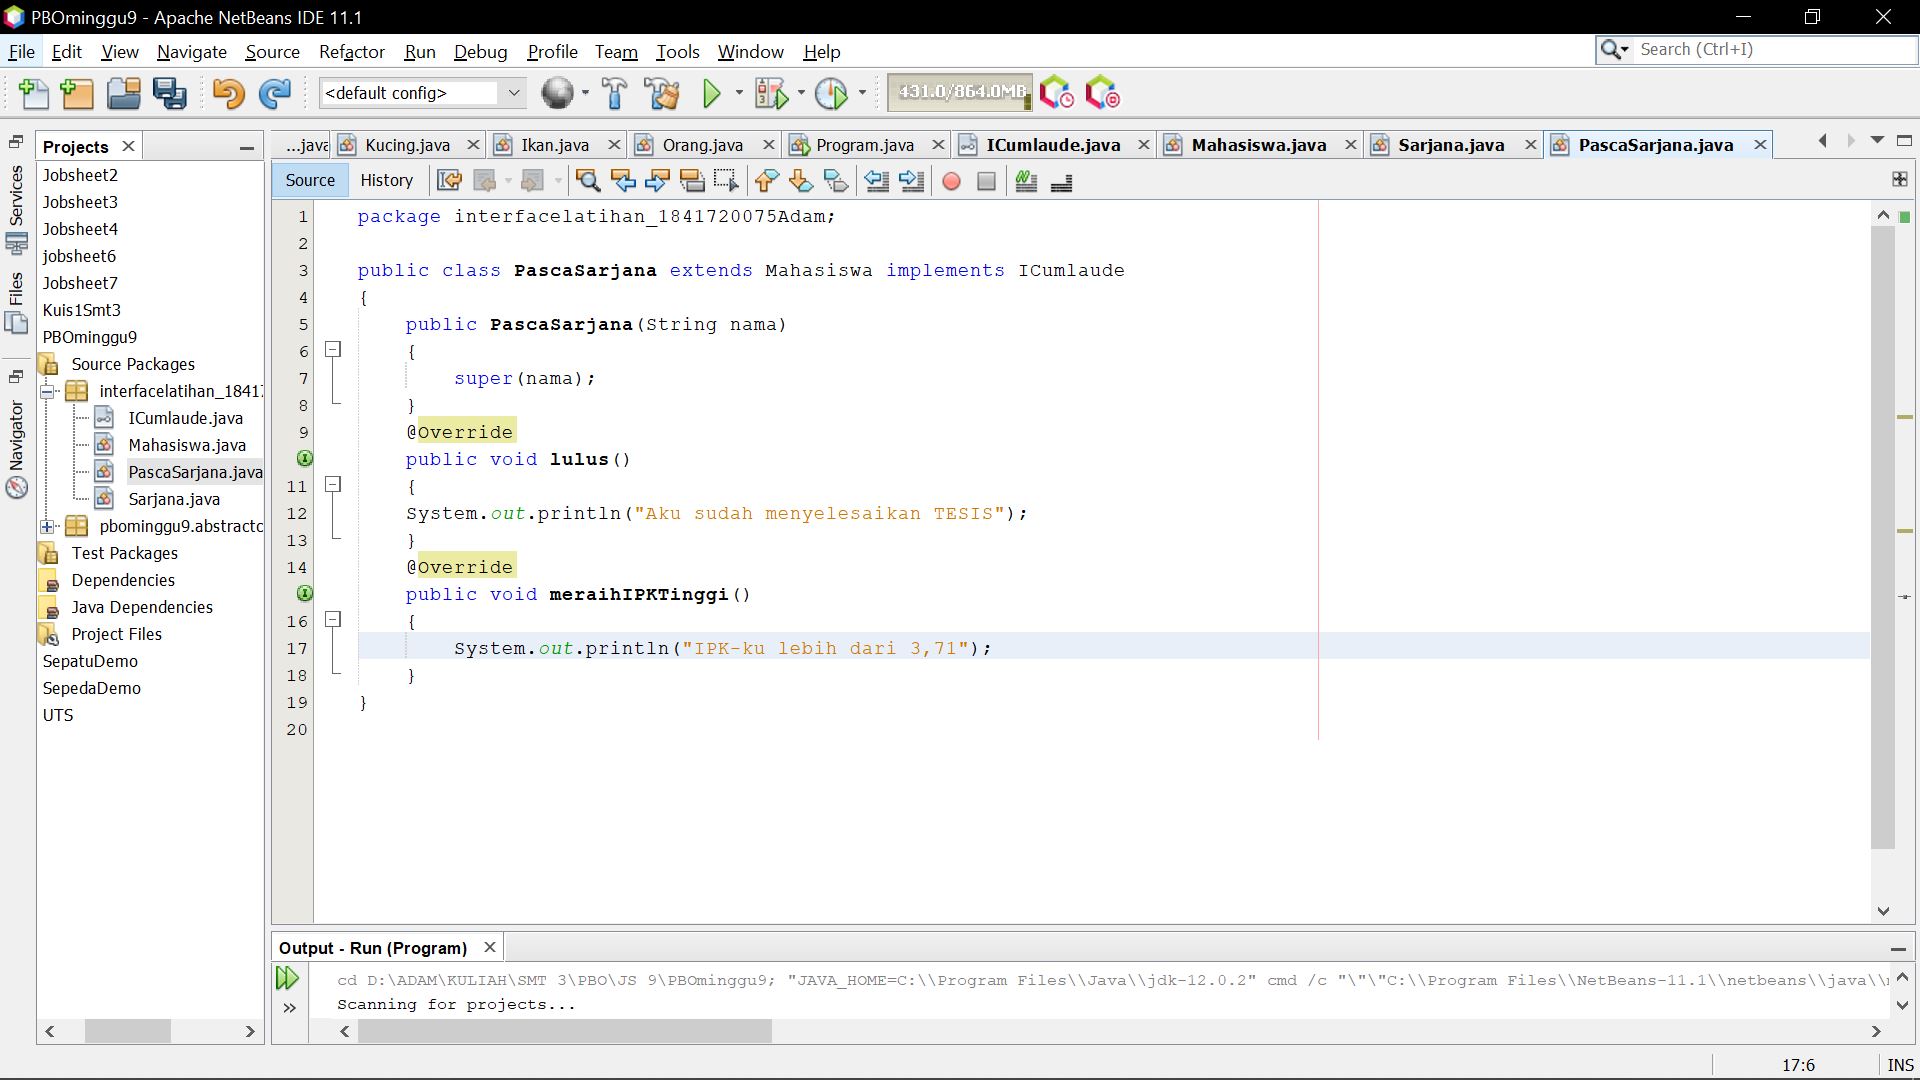 PBOminggu9 - Apache NetBeans IDE 11.1
File Edit View Navigate Source Refactor Run Debug Profile Team Tools Window Help
Search (Ctrl+I)
<default config>
431.0/864.0MB
Services
Files
Navigator
Projects
Jobsheet2
Jobsheet3
Jobsheet4
jobsheet6
Jobsheet7
Kuis1Smt3
PBOminggu9
Source Packages
interfacelatihan_1841
ICumlaude.java
Mahasiswa.java
PascaSarjana.java
Sarjana.java
pbominggu9.abstractc
Test Packages
Dependencies
Java Dependencies
Project Files
SepatuDemo
SepedaDemo
UTS
...java Kucing.java Ikan.java Orang.java Program.java ICumlaude.java Mahasiswa.java Sarjana.java PascaSarjana.java
Source History
1 package interfacelatihan_1841720075Adam;
2
3 public class PascaSarjana extends Mahasiswa implements ICumlaude
4 {
5 public PascaSarjana(String nama)
6 {
7 super(nama);
8 }
9 @Override
public void lulus()
11 {
12 System.out.println("Aku sudah menyelesaikan TESIS");
13 }
14 @Override
public void meraihIPKTinggi()
16 {
17 System.out.println("IPK-ku lebih dari 3,71");
18 }
19 }
20
Output - Run (Program)
cd D:\ADAM\KULIAH\SMT 3\PBO\JS 9\PBOminggu9; "JAVA_HOME=C:\\Program Files\\Java\\jdk-12.0.2" cmd /c "\"\"C:\\Program Files\\NetBeans-11.1\\netbeans\\java\\
Scanning for projects...
17:6 INS